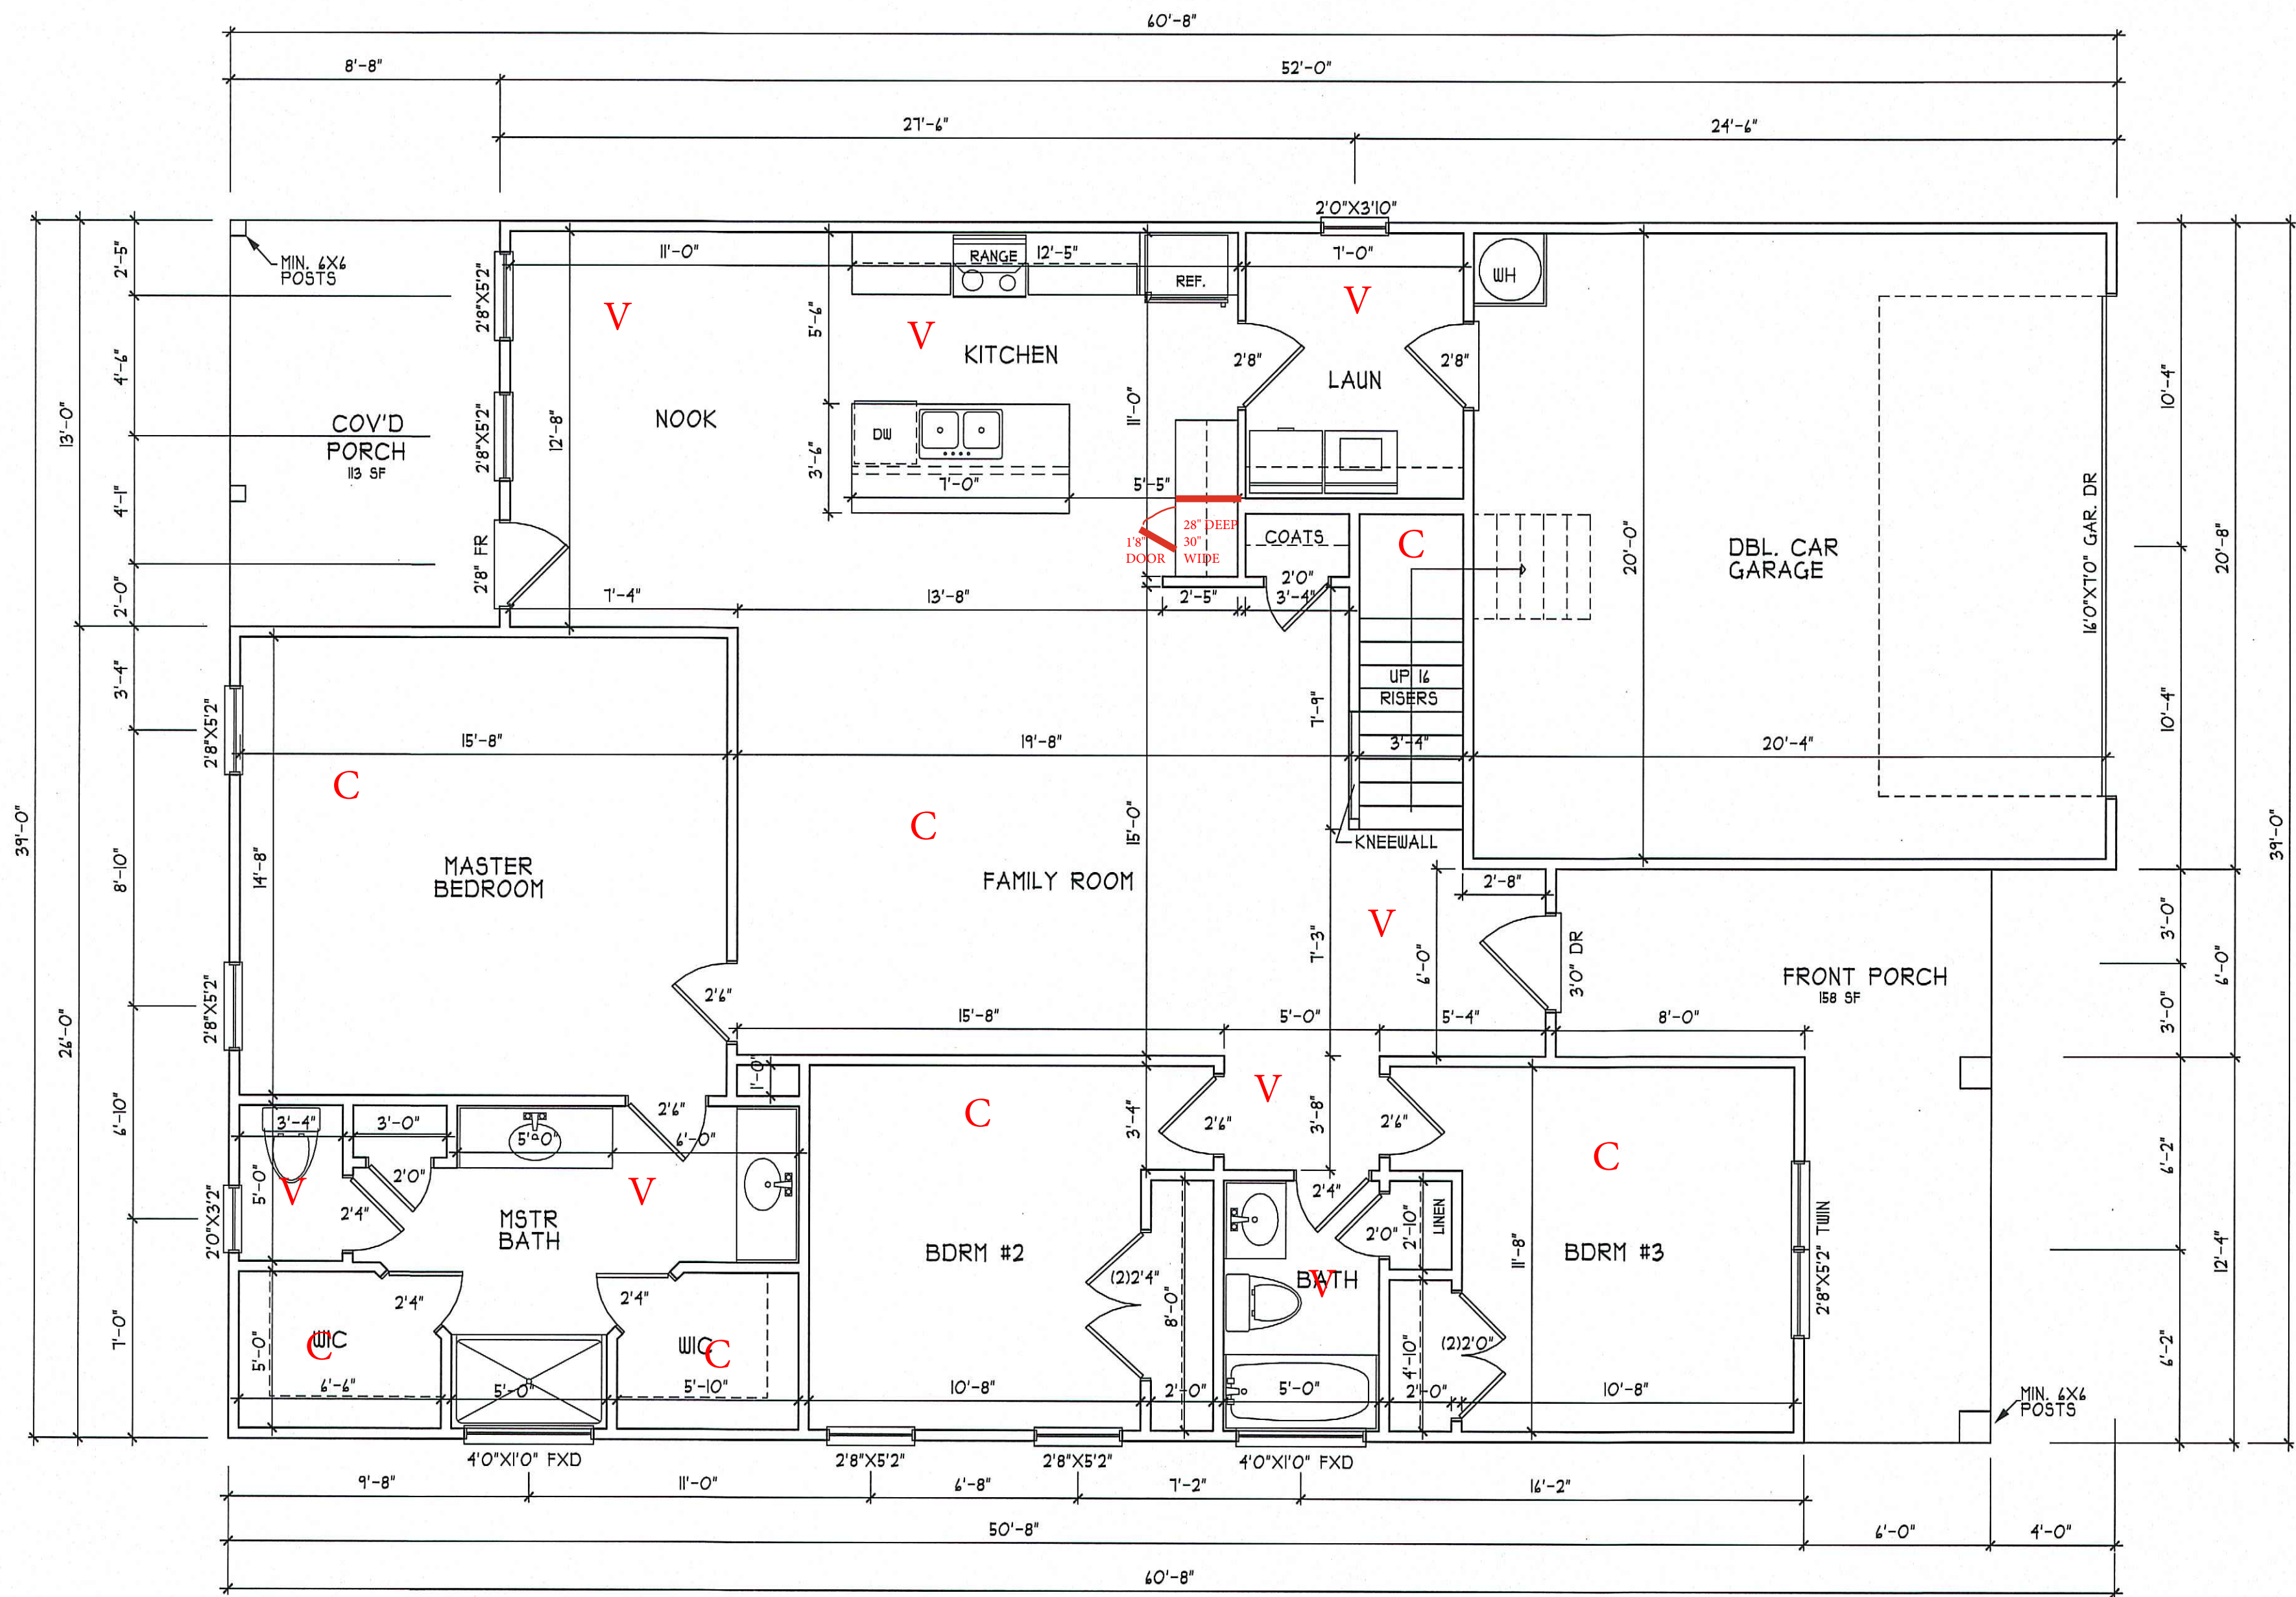 60'-8"
8'-8"
52'-0"
27'-6"
24'-6"
2'0"X3'10"
MIN. 6X6
POSTS
2'-5"
4'-6"
4'-1"
2'-0"
13'-0"
3'-4"
8'-10"
6'-10"
7'-0"
26'-0"
39'-0"
COV'D
PORCH
113 SF
2'8"X5'2"
2'8"X5'2"
2'8" FR
11'-0"
V
NOOK
12'-8"
7'-4"
RANGE
12'-5"
REF.
5'-6"
V
KITCHEN
11'-0"
DW
3'-6"
7'-0"
5'-5"
28" DEEP
30"
WIDE
1'8"
DOOR
13'-8"
2'-5"
7'-0"
V
2'8"
2'8"
LAUN
COATS
2'0"
3'-4"
C
UP 16
RISERS
3'-4"
7'-9"
KNEEWALL
WH
20'-0"
DBL. CAR
GARAGE
16'0"X7'0" GAR. DR
20'-4"
10'-4"
10'-4"
20'-8"
3'-0"
3'-0"
6'-0"
6'-2"
6'-2"
12'-4"
39'-0"
2'8"X5'2"
2'8"X5'2"
15'-8"
C
14'-8"
MASTER
BEDROOM
2'6"
19'-8"
C
FAMILY ROOM
15'-0"
V
7'-3"
6'-0"
2'-8"
3'0" DR
FRONT PORCH
158 SF
15'-8"
5'-0"
5'-4"
8'-0"
1'-0"
2'6"
3'-4"
3'-0"
5'-0"
6'-0"
5'-0"
V
2'0"
V
2'4"
2'0"X3'2"
MSTR
BATH
2'4"
2'4"
WIC
C
5'-0"
6'-6"
5'-0"
WIC
C
5'-10"
C
3'-4"
2'6"
BDRM #2
(2)2'4"
8'-0"
10'-8"
2'-0"
V
3'-8"
2'6"
2'4"
2'0"
2'-10"
LINEN
BATH
V
5'-0"
4'-10"
2'-0"
(2)2'0"
C
11'-8"
BDRM #3
10'-8"
2'8"X5'2" TWIN
MIN. 6X6
POSTS
4'0"X1'0" FXD
2'8"X5'2"
2'8"X5'2"
4'0"X1'0" FXD
9'-8"
11'-0"
6'-8"
7'-2"
16'-2"
50'-8"
6'-0"
4'-0"
60'-8"